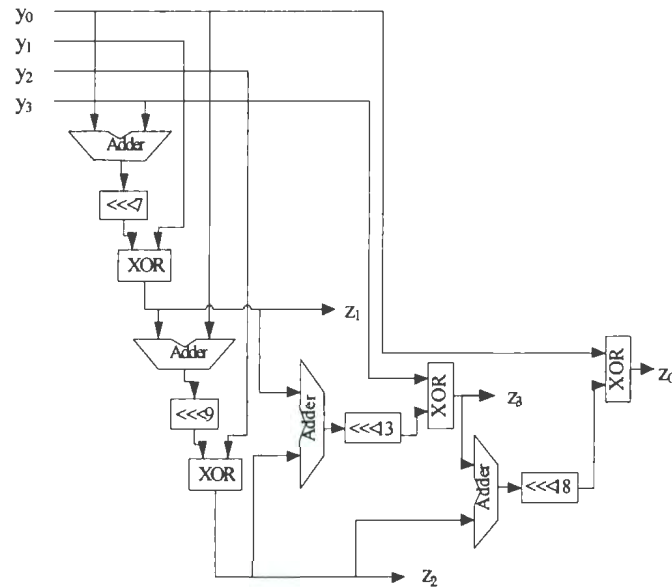 y₀
y₁
y₂
y₃
Adder
<<<7
XOR
z₁
Adder
<<<9
XOR
Adder
<<<13
XOR
z₃
Adder
<<<18
XOR
z₀
z₂